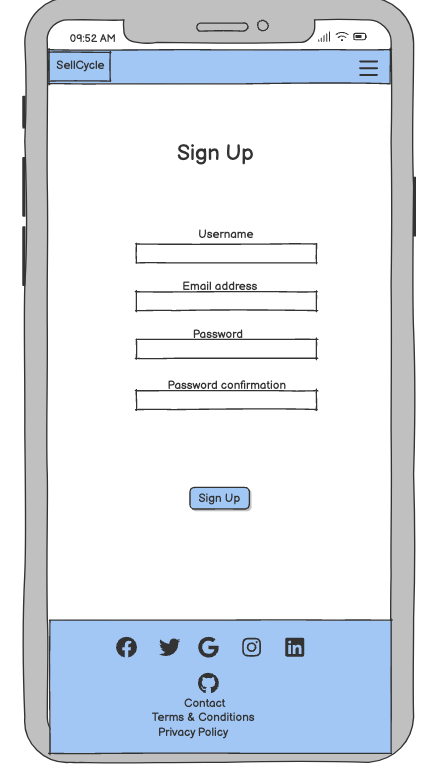 09:52 AM
SellCycle
Sign Up
Username
Email address
Password
Password confirmation
Sign Up
Contact
Terms & Conditions
Privacy Policy